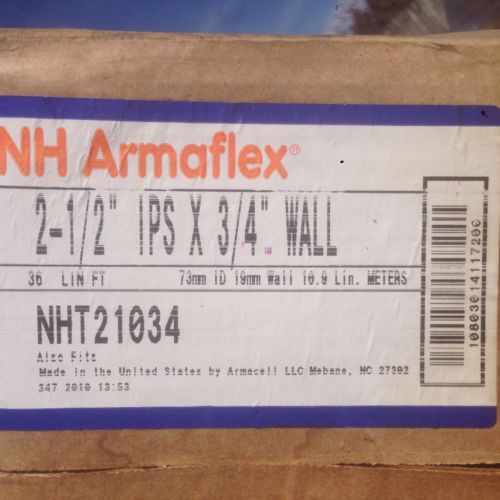 NH Armaflex®
2-1/2" IPS X 3/4" WALL
36 LIN FT 73mm ID 19mm Wall 10.9 Lin. METERS
NHT21034
Also Fits
Made in the United States by Armacell LLC Mebane, NC 27302
347 2010 13:53
10803014117200